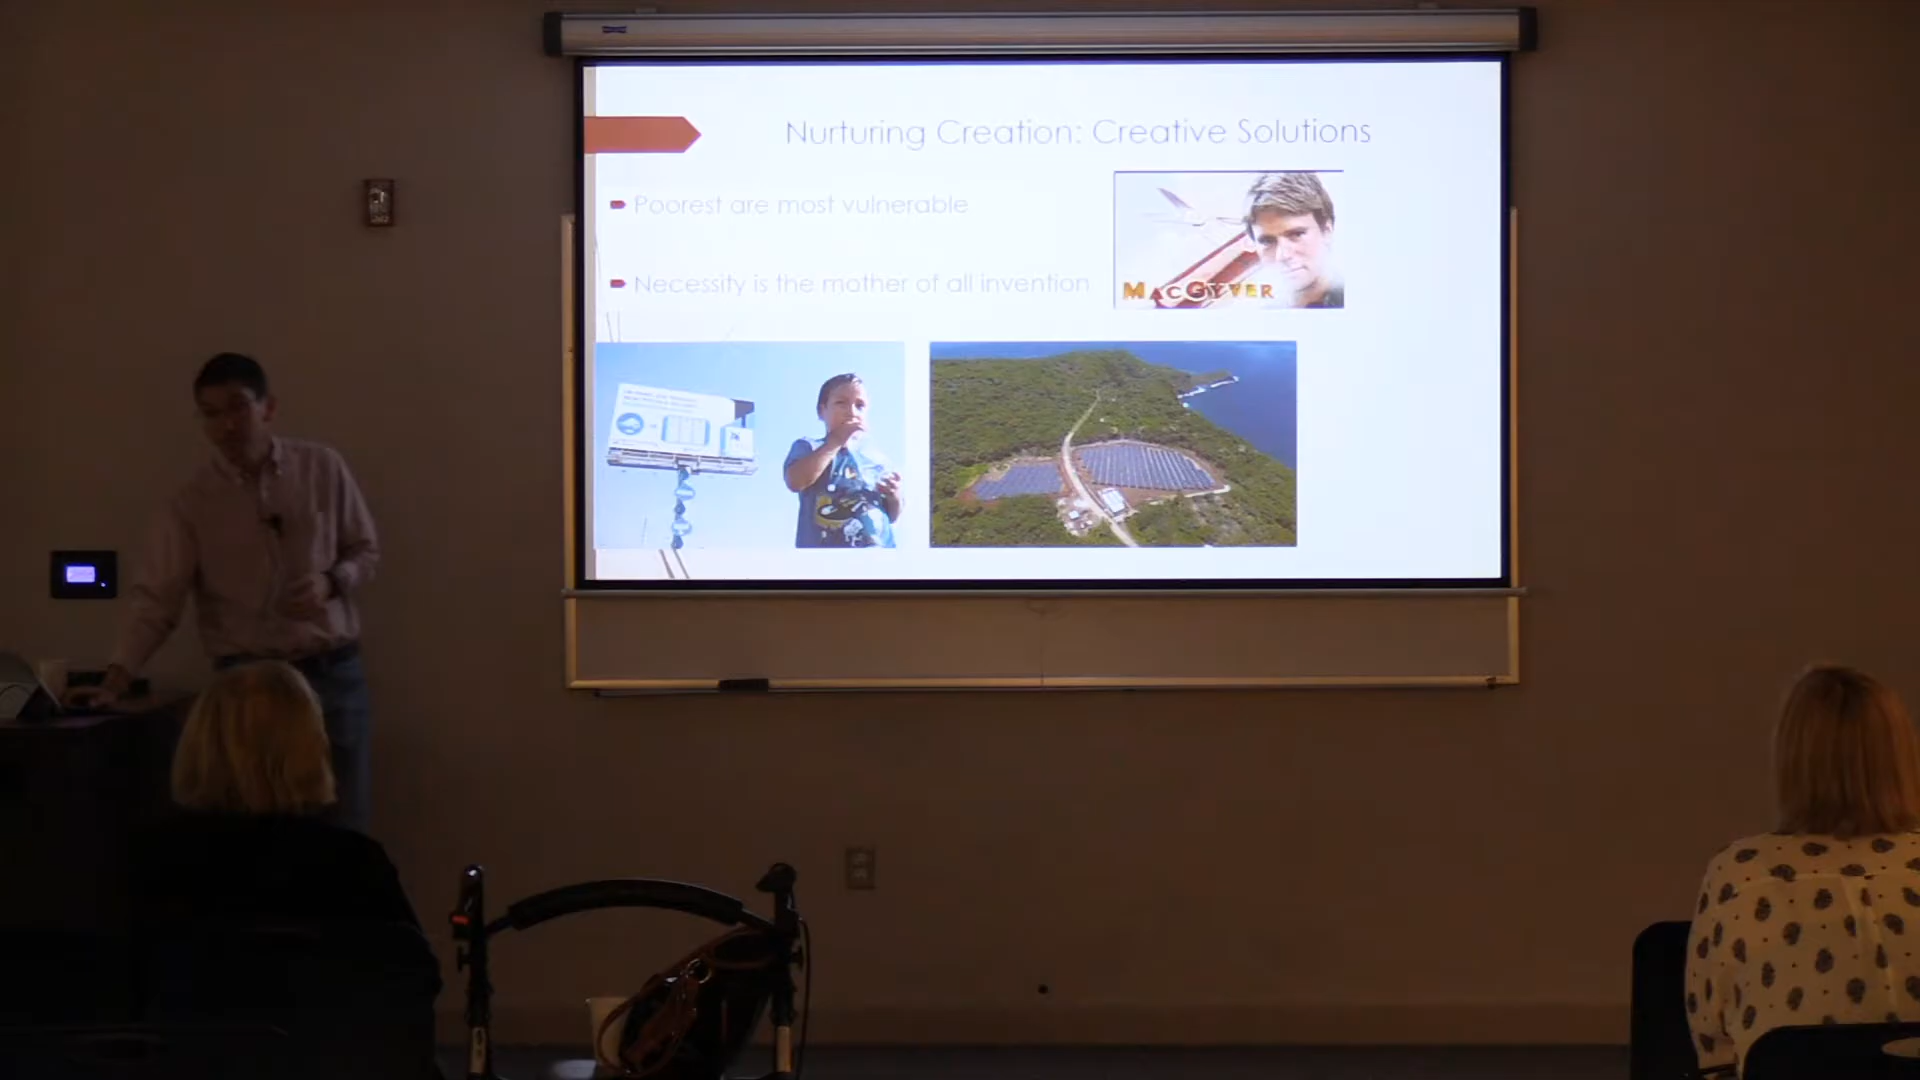 Nurturing Creation: Creative Solutions
Poorest are most vulnerable
Necessity is the mother of all invention
MACGYVER